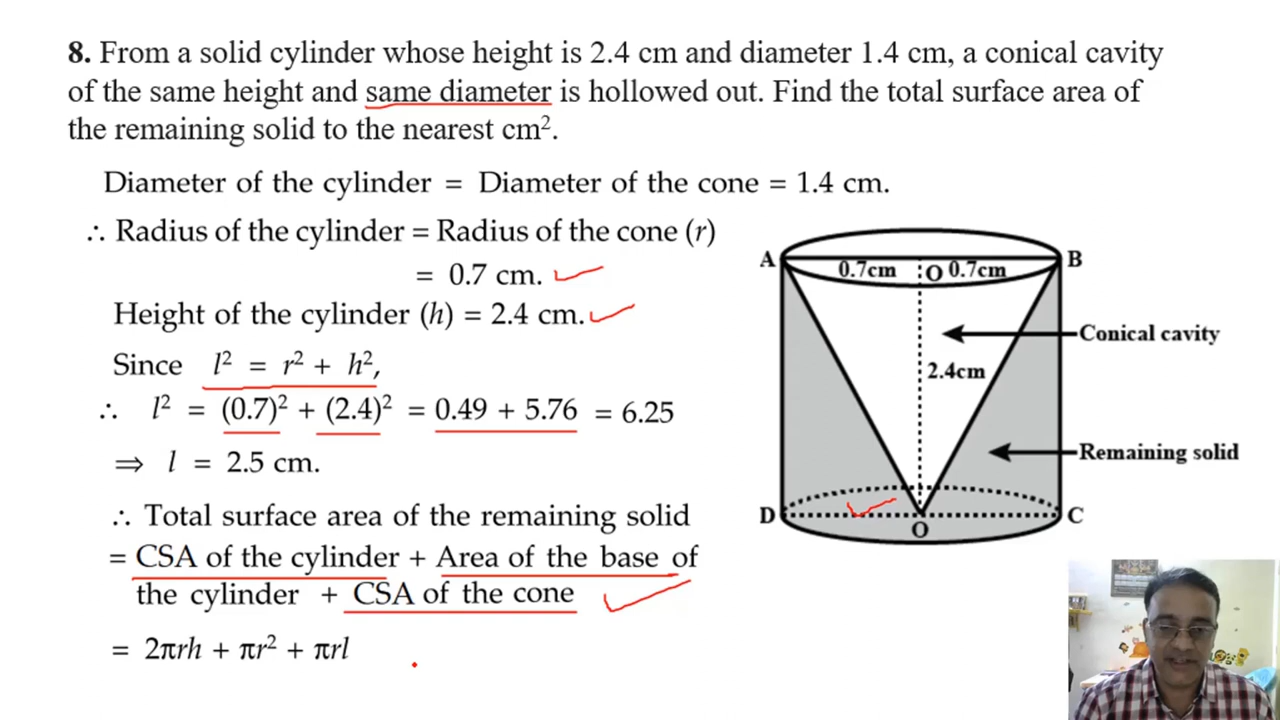 8. From a solid cylinder whose height is 2.4 cm and diameter 1.4 cm, a conical cavity
of the same height and same diameter is hollowed out. Find the total surface area of
the remaining solid to the nearest cm².
Diameter of the cylinder = Diameter of the cone = 1.4 cm.
∴ Radius of the cylinder = Radius of the cone (r)
= 0.7 cm.
Height of the cylinder (h) = 2.4 cm.
Since l² = r² + h²,
∴ l² = (0.7)² + (2.4)² = 0.49 + 5.76 = 6.25
⇒ l = 2.5 cm.
∴ Total surface area of the remaining solid
= CSA of the cylinder + Area of the base of
the cylinder + CSA of the cone
= 2πrh + πr² + πrl
A 0.7cm O 0.7cm B
Conical cavity
2.4cm
Remaining solid
D O C